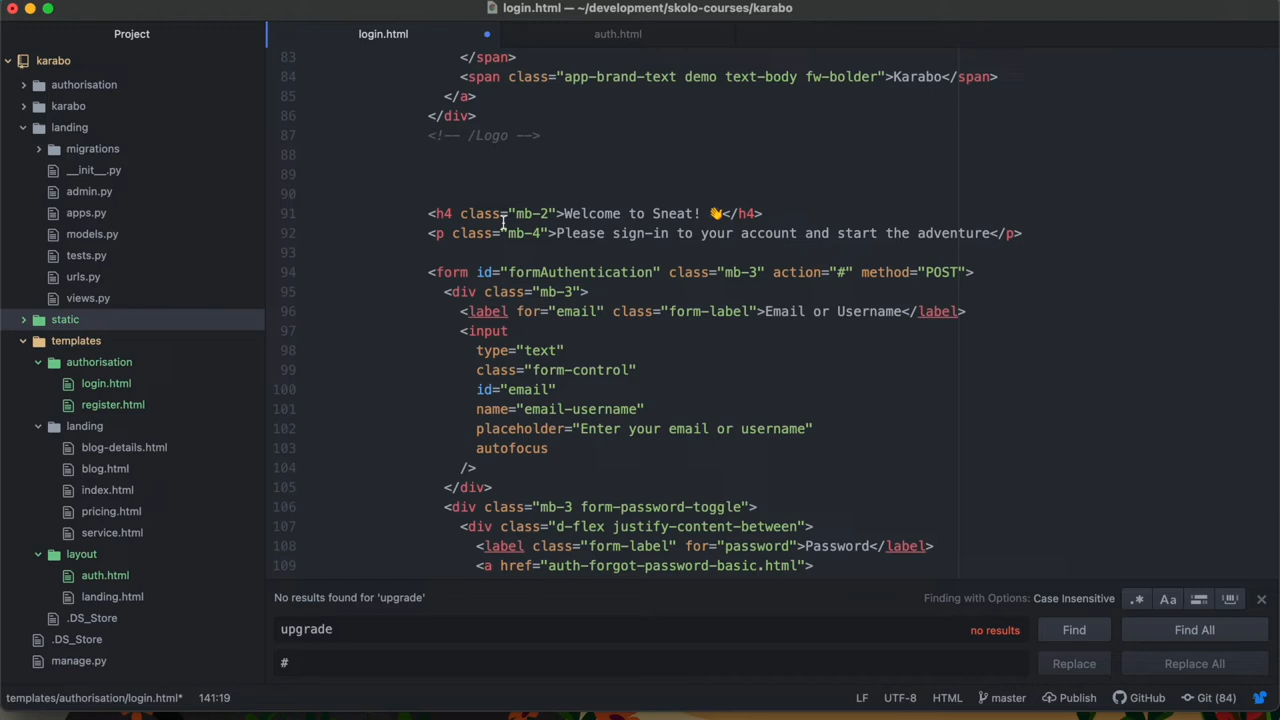 login.html — ~/development/skolo-courses/karabo
Project
login.html
auth.html
karabo
authorisation
karabo
landing
migrations
__init__.py
admin.py
apps.py
models.py
tests.py
urls.py
views.py
static
templates
authorisation
login.html
register.html
landing
blog-details.html
blog.html
index.html
pricing.html
service.html
layout
auth.html
landing.html
.DS_Store
.DS_Store
manage.py
83 </span>
84 <span class="app-brand-text demo text-body fw-bolder">Karabo</span>
85 </a>
86 </div>
87 <!-- /Logo -->
88
89
90
91 <h4 class="mb-2">Welcome to Sneat! 👋</h4>
92 <p class="mb-4">Please sign-in to your account and start the adventure</p>
93
94 <form id="formAuthentication" class="mb-3" action="#" method="POST">
95 <div class="mb-3">
96 <label for="email" class="form-label">Email or Username</label>
97 <input
98 type="text"
99 class="form-control"
100 id="email"
101 name="email-username"
102 placeholder="Enter your email or username"
103 autofocus
104 />
105 </div>
106 <div class="mb-3 form-password-toggle">
107 <div class="d-flex justify-content-between">
108 <label class="form-label" for="password">Password</label>
109 <a href="auth-forgot-password-basic.html">
No results found for 'upgrade'
Finding with Options: Case Insensitive
.* Aa
upgrade
no results
Find
Find All
#
Replace
Replace All
templates/authorisation/login.html* 141:19
LF UTF-8 HTML master Publish GitHub Git (84)